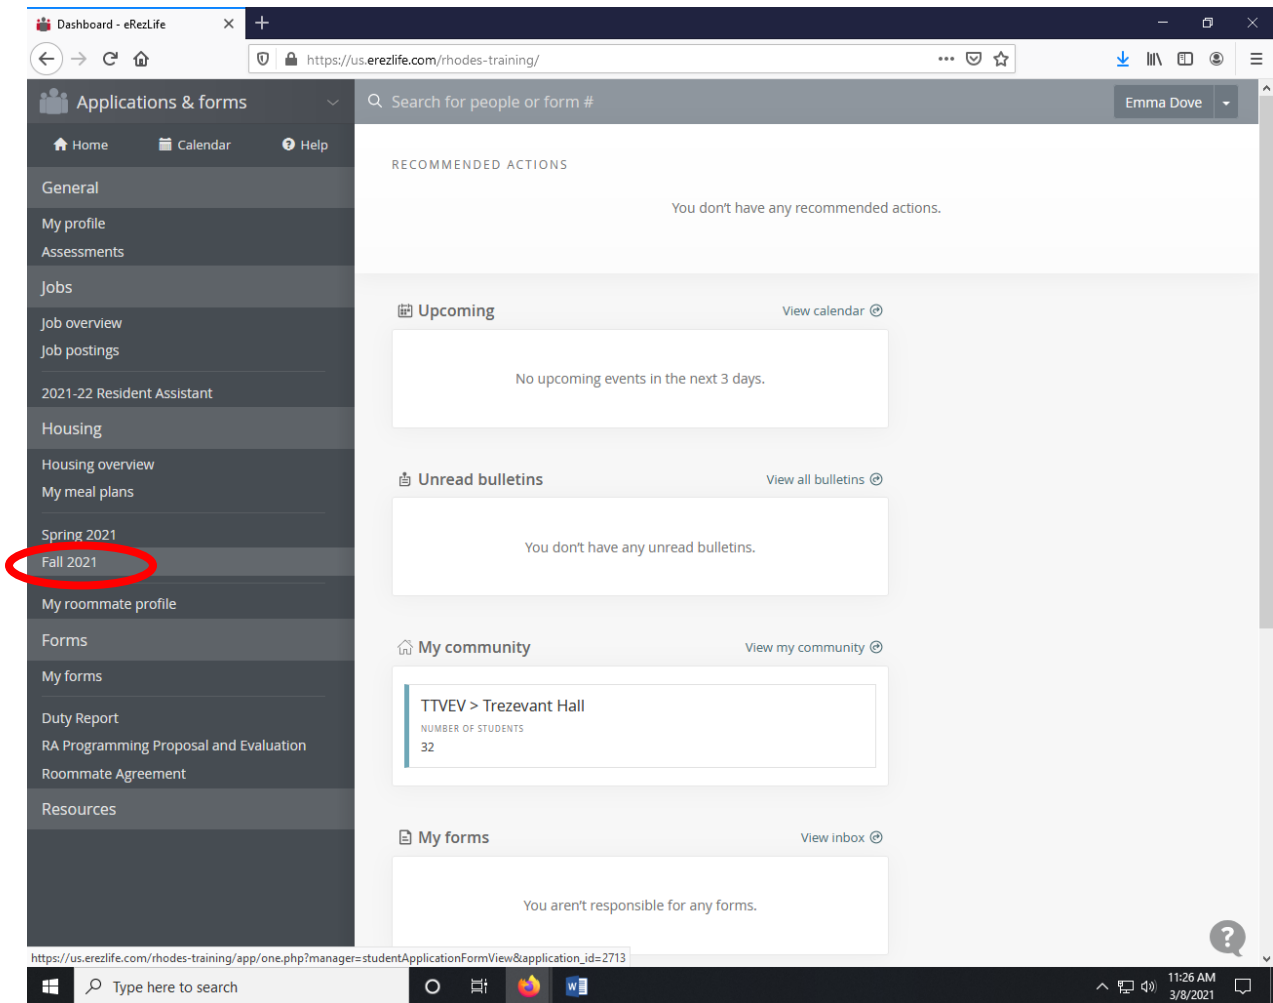 Dashboard - eRezLife
https://us.erezlife.com/rhodes-training/
Applications & forms
Search for people or form #
Emma Dove
Home
Calendar
Help
General
My profile
Assessments
Jobs
Job overview
Job postings
2021-22 Resident Assistant
Housing
Housing overview
My meal plans
Spring 2021
Fall 2021
My roommate profile
Forms
My forms
Duty Report
RA Programming Proposal and Evaluation
Roommate Agreement
Resources
RECOMMENDED ACTIONS
You don't have any recommended actions.
Upcoming
View calendar
No upcoming events in the next 3 days.
Unread bulletins
View all bulletins
You don't have any unread bulletins.
My community
View my community
TTVEV > Trezevant Hall
NUMBER OF STUDENTS
32
My forms
View inbox
You aren't responsible for any forms.
?
https://us.erezlife.com/rhodes-training/app/one.php?manager=studentApplicationFormView&application_id=2713
Type here to search
11:26 AM
3/8/2021